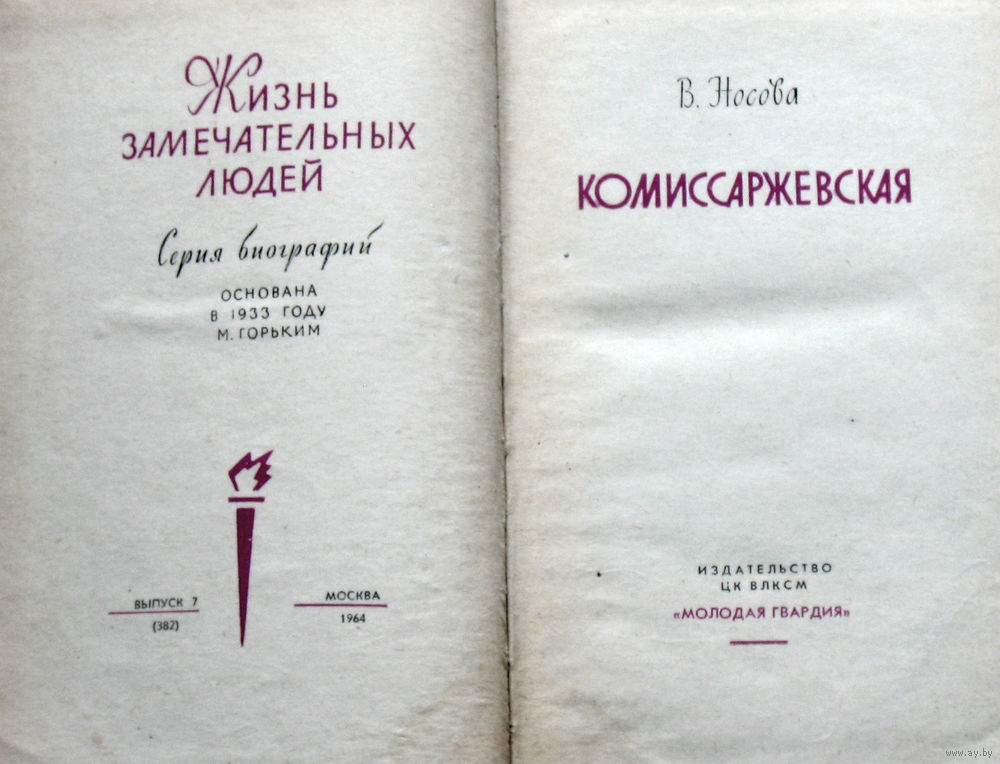 Жизнь
ЗАМЕЧАТЕЛЬНЫХ
ЛЮДЕЙ
Серия биографий
ОСНОВАНА
В 1933 ГОДУ
М. ГОРЬКИМ
ВЫПУСК 7
(382)
МОСКВА
1964
В. Носова
КОМИССАРЖЕВСКАЯ
ИЗДАТЕЛЬСТВО
ЦК ВЛКСМ
«МОЛОДАЯ ГВАРДИЯ»
www.ay.by